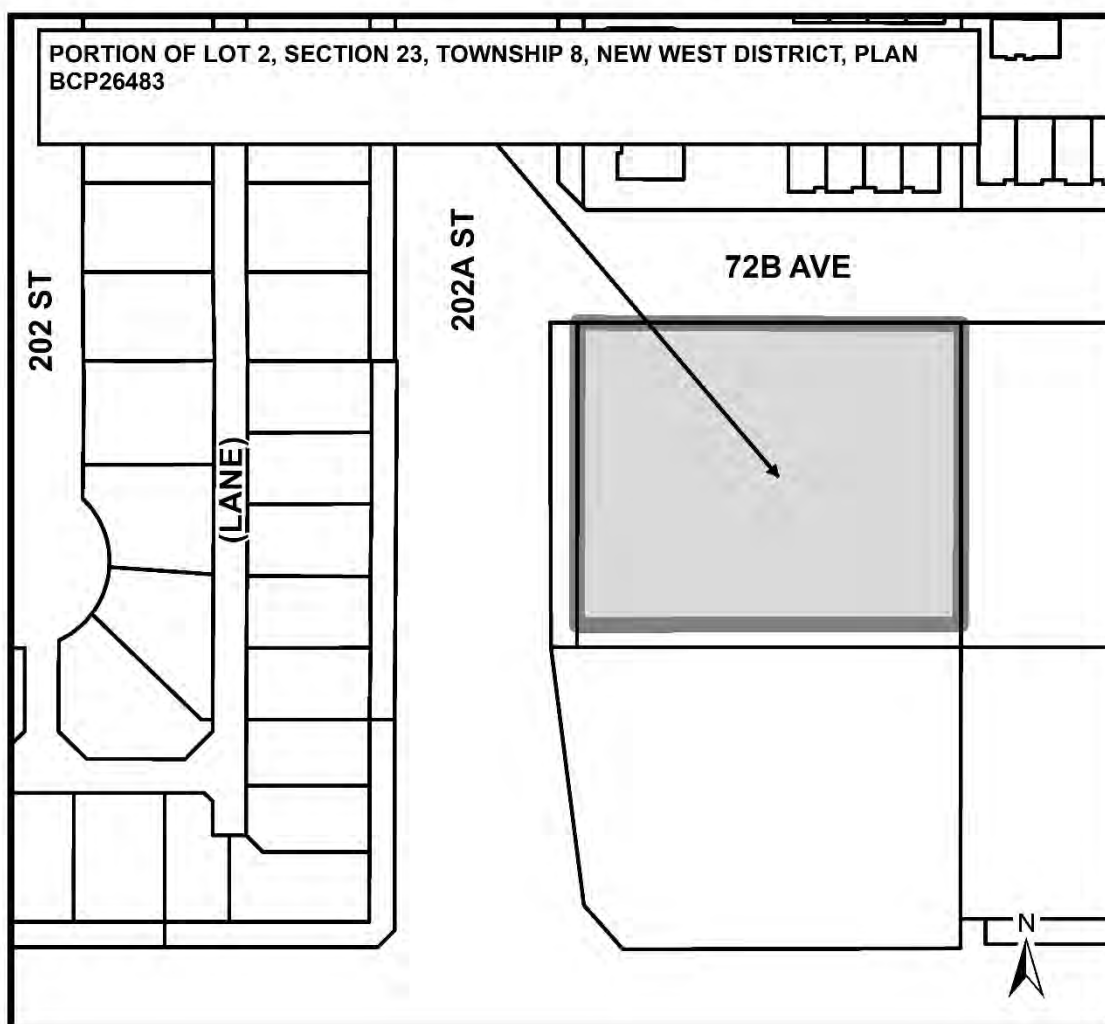 PORTION OF LOT 2, SECTION 23, TOWNSHIP 8, NEW WEST DISTRICT, PLAN
BCP26483
202 ST
(LANE)
202A ST
72B AVE
N